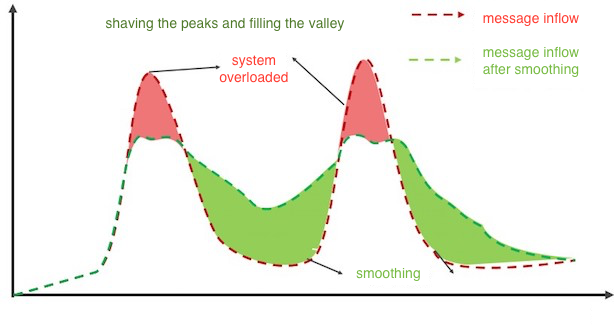 shaving the peaks and filling the valley
message inflow
message inflow
after smoothing
system
overloaded
smoothing